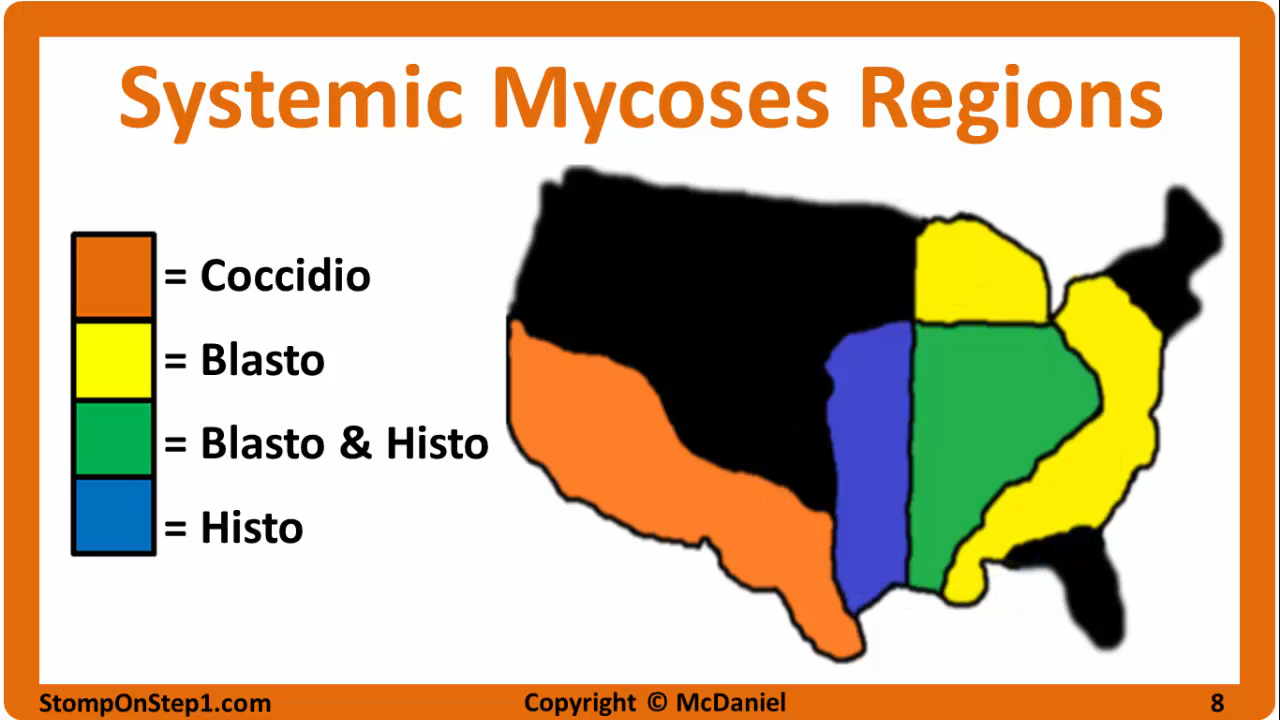 Systemic Mycoses Regions
= Coccidio
= Blasto
= Blasto & Histo
= Histo
StompOnStep1.com
Copyright © McDaniel
8